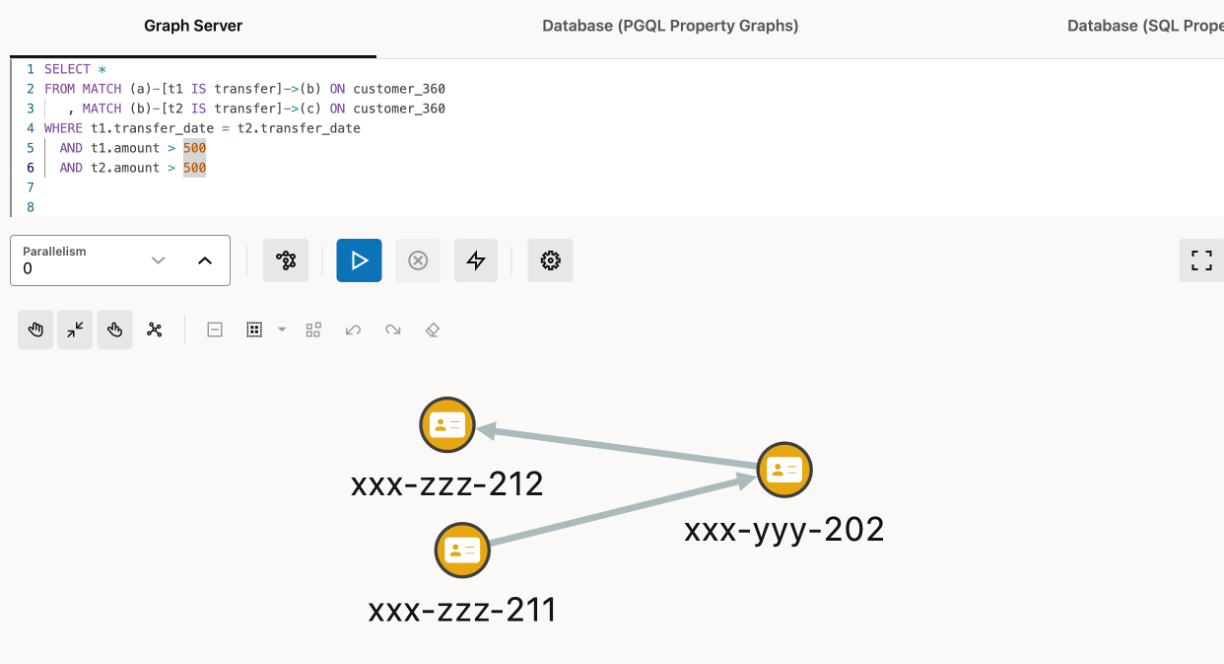 Graph Server
Database (PGQL Property Graphs)
Database (SQL Prope
1 SELECT *
2 FROM MATCH (a)-[t1 IS transfer]->(b) ON customer_360
3 , MATCH (b)-[t2 IS transfer]->(c) ON customer_360
4 WHERE t1.transfer_date = t2.transfer_date
5 AND t1.amount > 500
6 AND t2.amount > 500
7
8
Parallelism
0
xxx-zzz-212
xxx-yyy-202
xxx-zzz-211